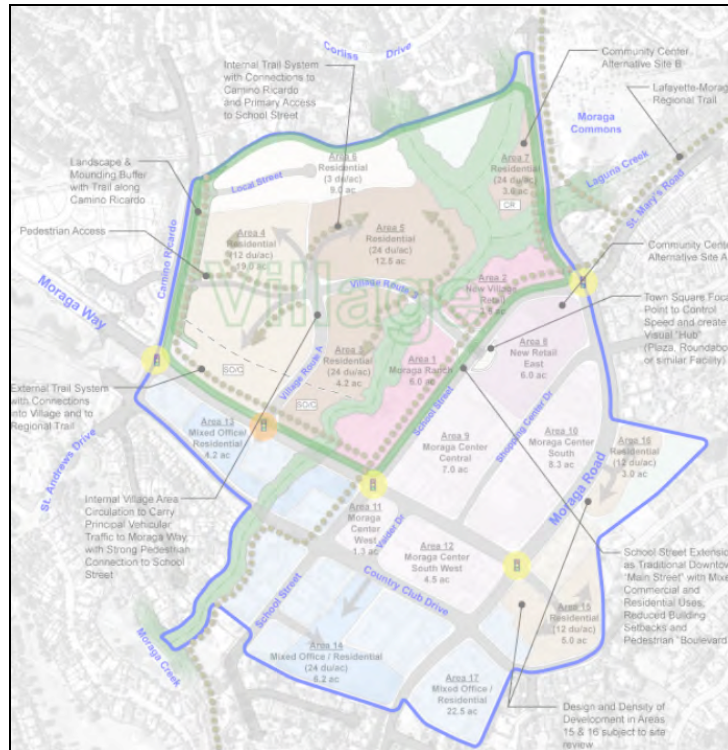 Corliss Drive
Internal Trail System
with Connections to
Camino Ricardo
and Primary Access
to School Street
Community Center
Alternative Site B
Lafayette-Morag
Regional Trail
Moraga
Commons
Laguna Creek
St. Mary's Road
Landscape &
Mounding Buffer
with Trail along
Camino Ricardo
Area 6
Residential
(3 du/ac)
9.0 ac
Local Street
Area 7
Residential
(24 du/ac)
CR
Pedestrian Access
Camino Ricardo
Area 4
Residential
(12 du/ac)
19.0 ac
Area 5
Residential
(24 du/ac)
12.5 ac
Community Cente
Alternative Site A
Village
Village Route
Area 2
New Village
Retail
Town Square Foc
Point to Control
Speed and create
Visual "Hub"
(Plaza, Roundabo
or similar Facility)
Moraga Way
Village Route A
Residential
(24 du/ac)
4.2 ac
Area 1
Moraga Ranch
6.0 ac
School Street
Area 8
New Retail
East
6.0 ac
Shopping Center Dr
External Trail System
with Connections
into Village and to
Regional Trail
SO/C
SO/C
Area 13
Mixed Office/
Residential
4.2 ac
St. Andrews Drive
Area 9
Moraga Center
Central
7.0 ac
Area 10
Moraga Center
South
8.3 ac
Moraga Road
Area 16
Residential
(12 du/ac)
3.0 ac
Internal Village Area
Circulation to Carry
Principal Vehicular
Traffic to Moraga Way,
with Strong Pedestrian
Connection to School
Street
Area 11
Moraga
Center
West
1.3 ac
Area 12
Moraga Center
South West
4.5 ac
School Street
Country Club Drive
School Street Extensio
as Traditional Downtow
"Main Street" with Mixe
Commercial and
Residential Uses,
Reduced Building
Setbacks and
Pedestrian "Boulevard
Area 15
Residential
(12 du/ac)
5.0 ac
Moraga Creek
Area 14
Mixed Office / Residential
(24 du/ac)
6.2 ac
Area 17
Mixed Office /
Residential
22.5 ac
Design and Density of
Development in Areas
15 & 16 subject to site
review